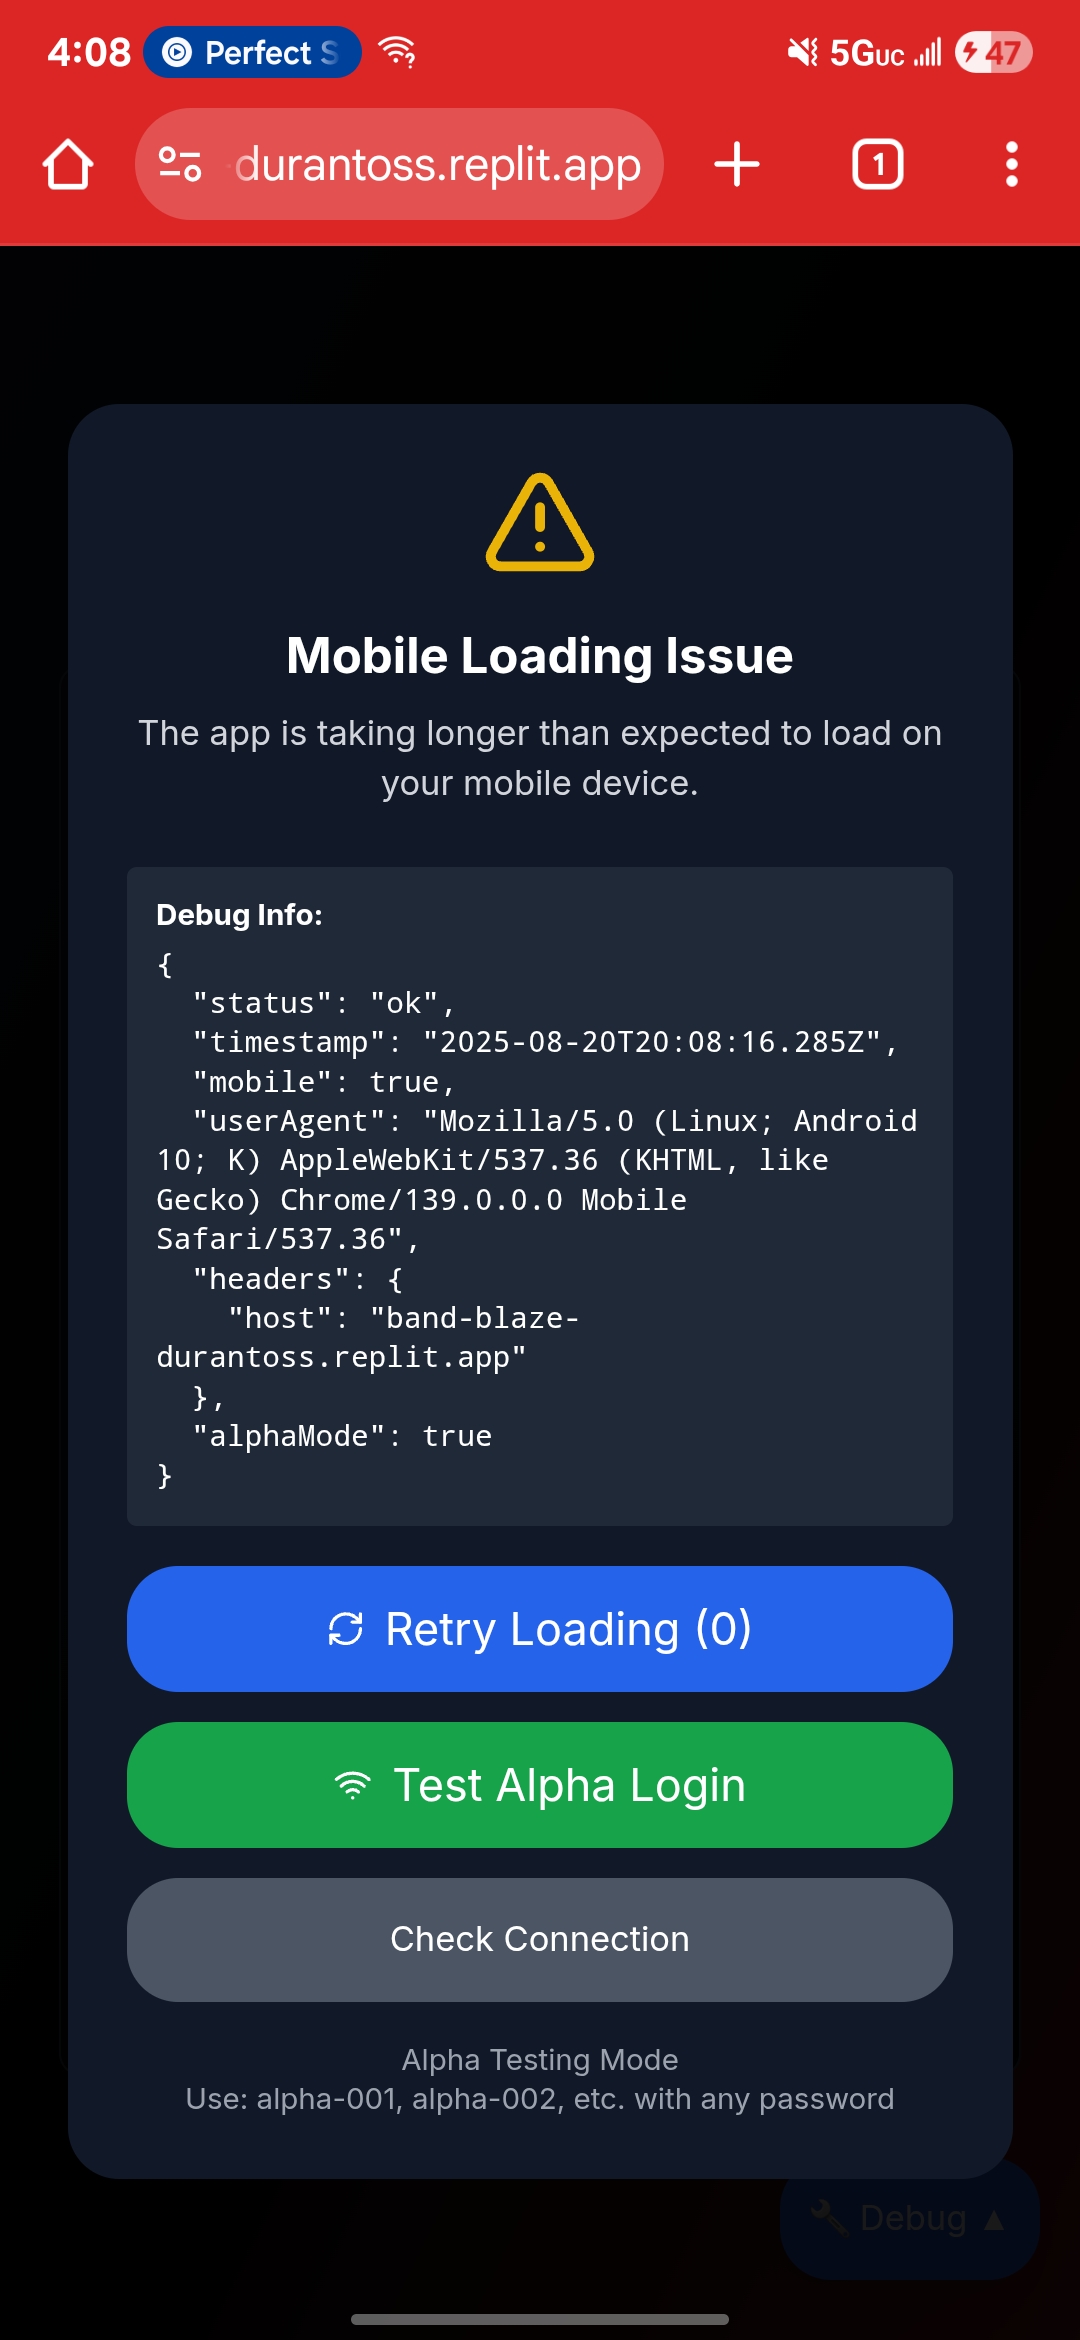 4:08 Perfect S 5GUC 47
durantoss.replit.app 1
Mobile Loading Issue
The app is taking longer than expected to load on
your mobile device.
Debug Info:
{
  "status": "ok",
  "timestamp": "2025-08-20T20:08:16.285Z",
  "mobile": true,
  "userAgent": "Mozilla/5.0 (Linux; Android
10; K) AppleWebKit/537.36 (KHTML, like
Gecko) Chrome/139.0.0.0 Mobile
Safari/537.36",
  "headers": {
    "host": "band-blaze-
durantoss.replit.app"
  },
  "alphaMode": true
}
Retry Loading (0)
Test Alpha Login
Check Connection
Alpha Testing Mode
Use: alpha-001, alpha-002, etc. with any password
Debug ▲